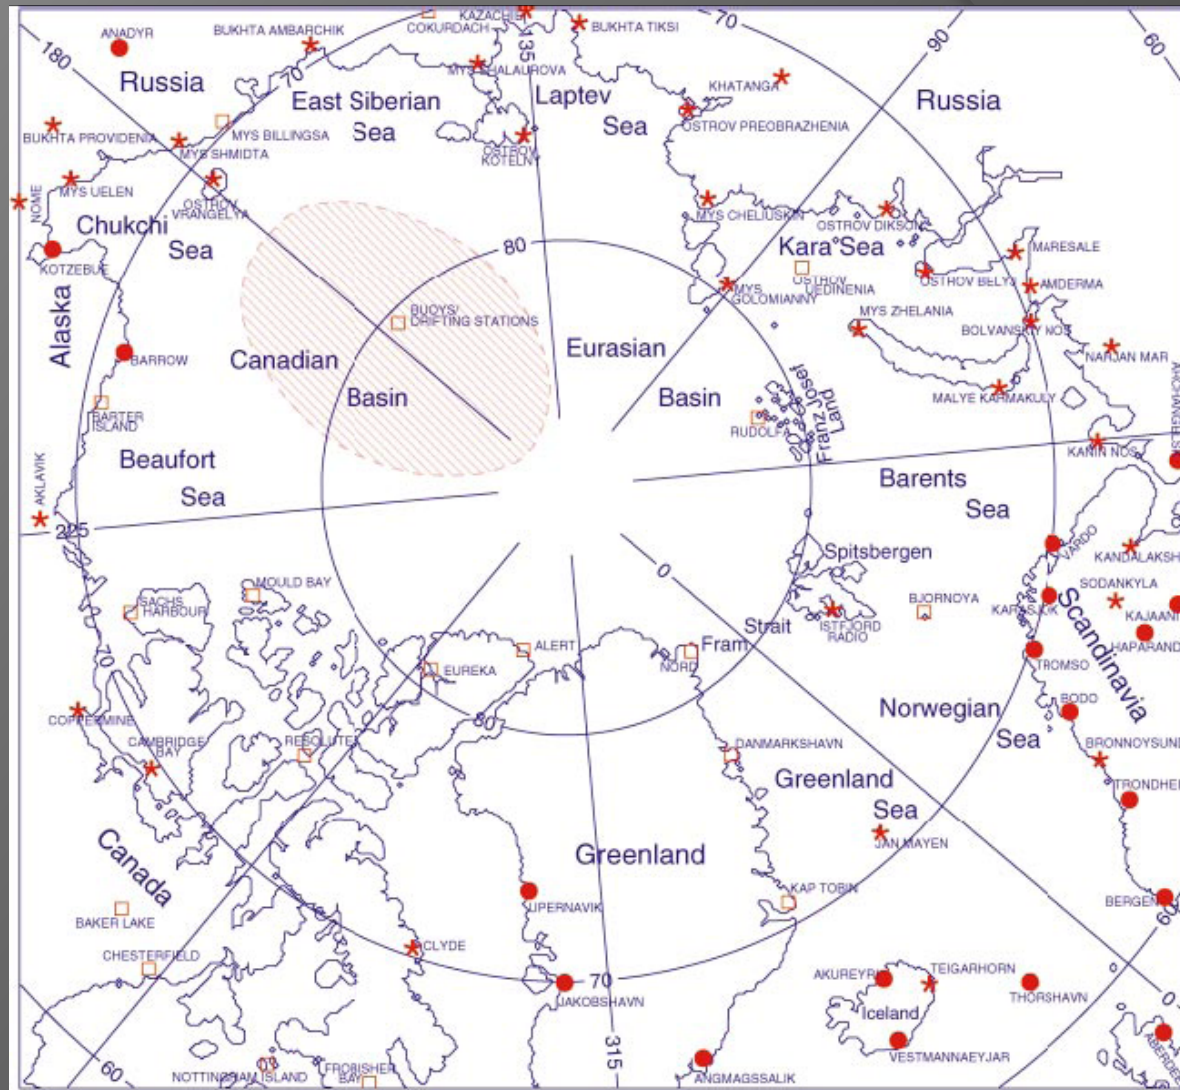 KAZACHIE
COKURDACH
70
BUKHTA TIKSI
90
60
ANADYR
BUKHTA AMBARCHIK
180
70
135
MYS SHALAUROVA
KHATANGA
Russia
East Siberian
Sea
Laptev
Sea
Russia
OSTROV PREOBRAZHENIA
BUKHTA PROVIDENIA
MYS BILLINGSA
MYS SHMIDTA
OSTROV
KOTELNY
MYS UELEN
NOME
OSTROV
VRANGELYA
MYS CHELIUSKIN
OSTROV DIKSON
Chukchi
Sea
80
Kara Sea
MARESALE
KOTZEBUE
OSTROV
UEDINENIA
OSTROV BELYJ
AMDERMA
MYS
GOLOMIANNY
Alaska
BUOYS/
DRIFTING STATIONS
MYS ZHELANIA
BOLVANSKIY NOS
BARROW
Canadian
Basin
Eurasian
Basin
NARJAN MAR
BARTER
ISLAND
Franz Josef
Land
MALYE KARMAKULY
RUDOLFA
KANIN NOS
Beaufort
Sea
Barents
Sea
AKLAVIK
225
VARDO
Spitsbergen
KANDALAKSH
0
MOULD BAY
SACHS
HARBOUR
BJORNOYA
SODANKYLA
KARASJOK
KAJAANI
ISTFJORD
RADIO
Strait
Fram
Scandinavia
HAPARAND
ALERT
NORD
TROMSO
EUREKA
70
COPPERMINE
80
BODO
Norwegian
Sea
CAMBRIDGE
BAY
RESOLUTE
DANMARKSHAVN
BRONNOYSUND
Greenland
Sea
TRONDHEI
JAN MAYEN
Canada
Greenland
KAP TOBIN
BERGEN
UPERNAVIK
BAKER LAKE
60
CLYDE
CHESTERFIELD
70
JAKOBSHAVN
AKUREYRI
TEIGARHORN
THORSHAVN
0
Iceland
315
VESTMANNAEYJAR
60
NOTTINGHAM ISLAND
FROBISHER
BAY
ANGMAGSSALIK
ABERDEE